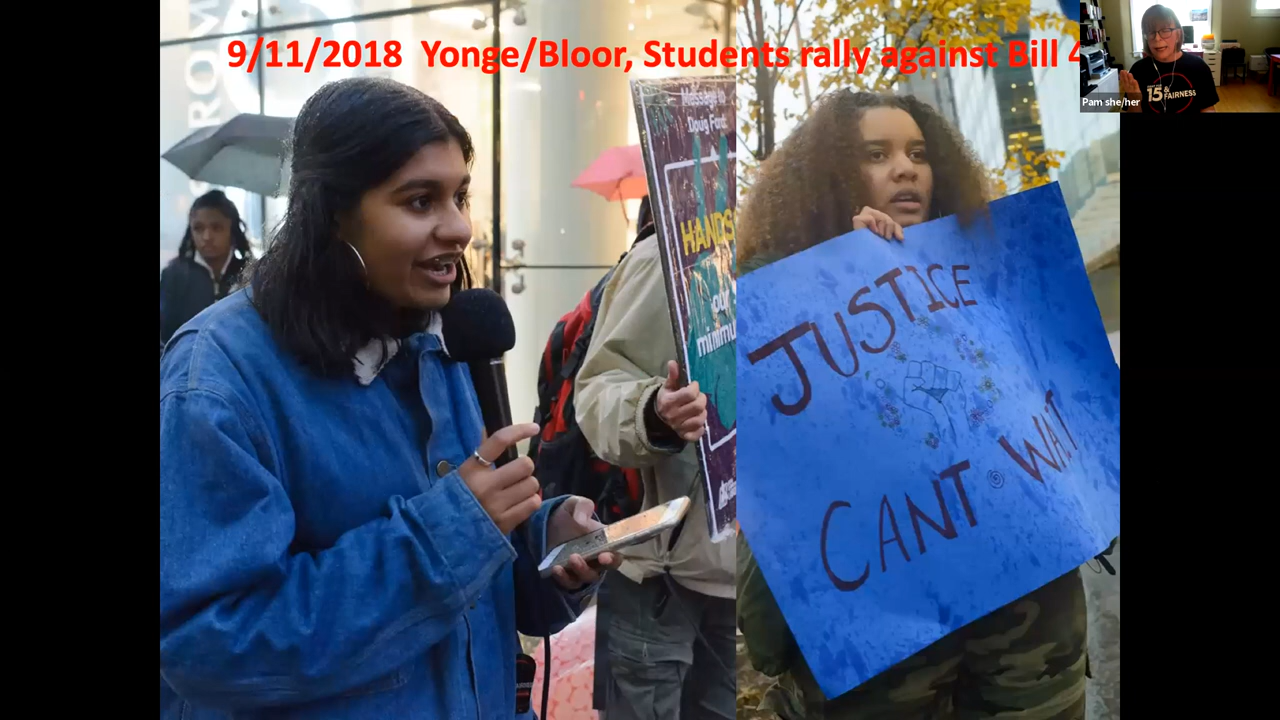 9/11/2018 Yonge/Bloor, Students rally against Bill 4
Pam she/her
15 &
FAIRNESS
CROW
Message to
Doug Ford:
HANDS
our
minimu
JUSTICE
CANT WAIT